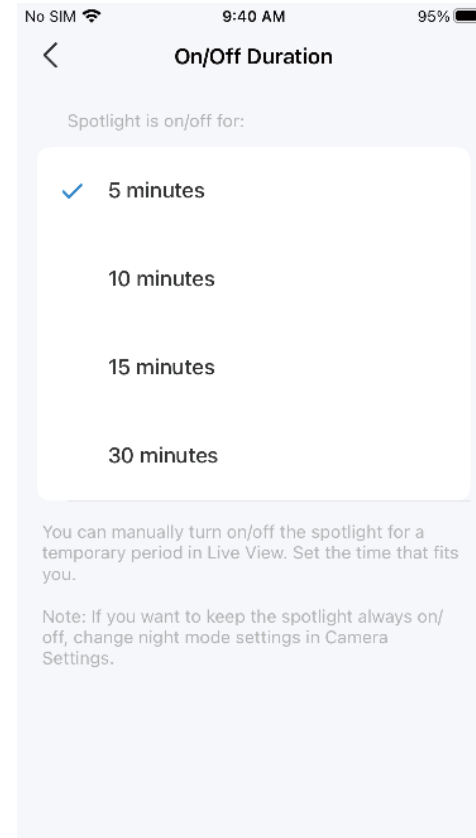 No SIM 9:40 AM 95%
On/Off Duration
Spotlight is on/off for:
5 minutes
10 minutes
15 minutes
30 minutes
You can manually turn on/off the spotlight for a
temporary period in Live View. Set the time that fits
you.
Note: If you want to keep the spotlight always on/
off, change night mode settings in Camera
Settings.